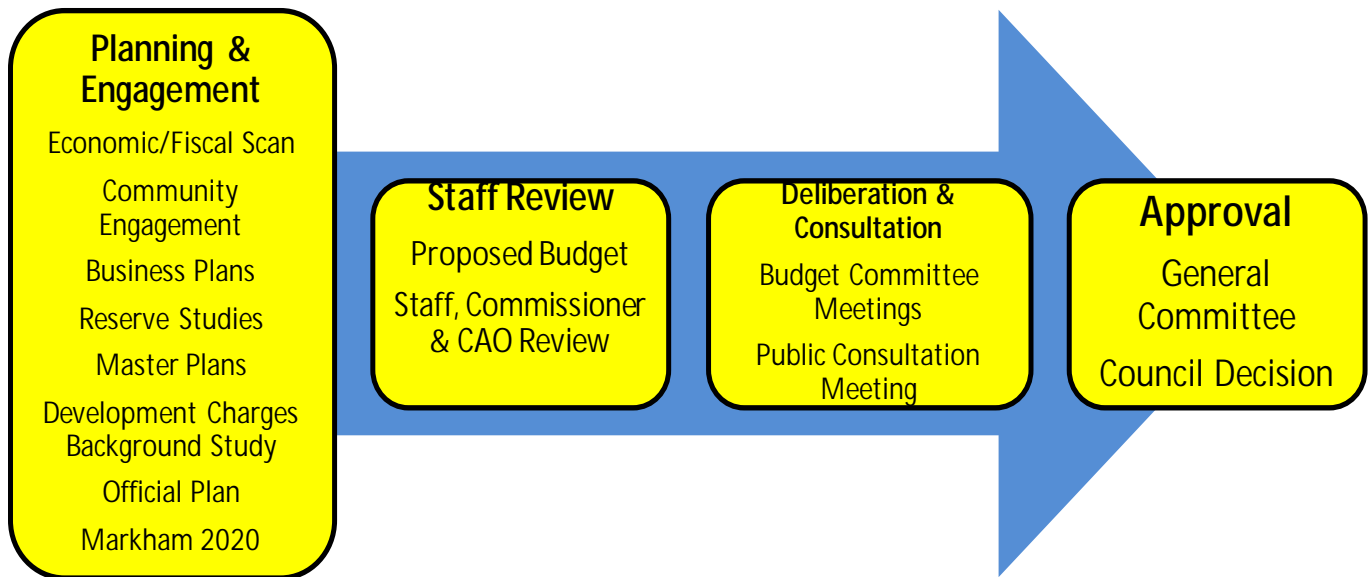 Planning &
Engagement
Economic/Fiscal Scan
Community
Engagement
Business Plans
Reserve Studies
Master Plans
Development Charges
Background Study
Official Plan
Markham 2020
Staff Review
Proposed Budget
Staff, Commissioner
& CAO Review
Deliberation &
Consultation
Budget Committee
Meetings
Public Consultation
Meeting
Approval
General
Committee
Council Decision